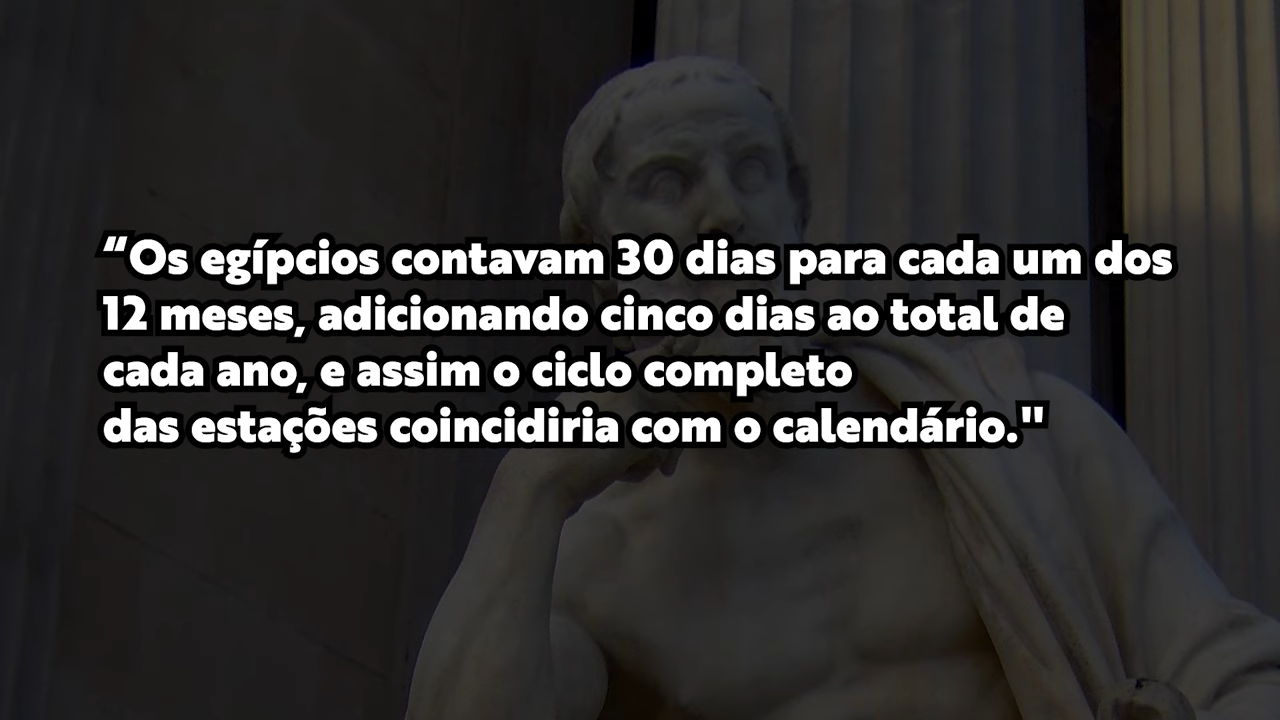 “Os egípcios contavam 30 dias para cada um dos
12 meses, adicionando cinco dias ao total de
cada ano, e assim o ciclo completo
das estações coincidiria com o calendário."